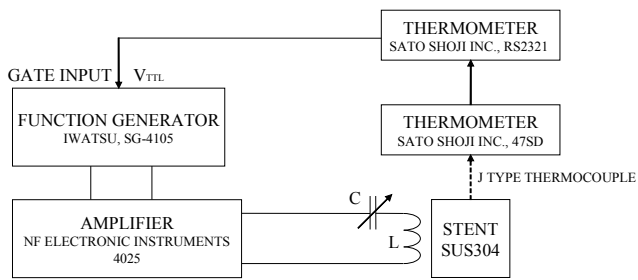 THERMOMETER
SATO SHOJI INC., RS2321
GATE INPUT
VTTL
FUNCTION GENERATOR
IWATSU, SG-4105
THERMOMETER
SATO SHOJI INC., 47SD
J TYPE THERMOCOUPLE
AMPLIFIER
NF ELECTRONIC INSTRUMENTS
4025
C
L
STENT
SUS304